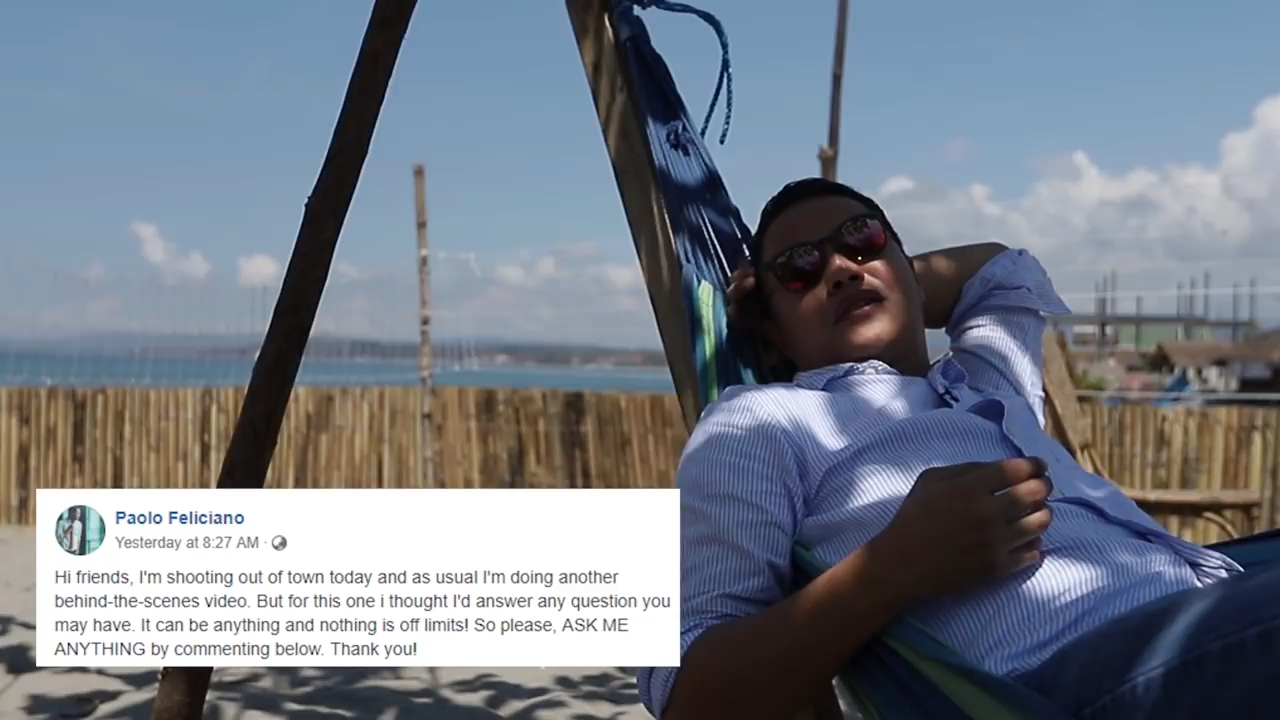 Paolo Feliciano
Yesterday at 8:27 AM ·
Hi friends, I'm shooting out of town today and as usual I'm doing another
behind-the-scenes video. But for this one i thought I'd answer any question you
may have. It can be anything and nothing is off limits! So please, ASK ME
ANYTHING by commenting below. Thank you!